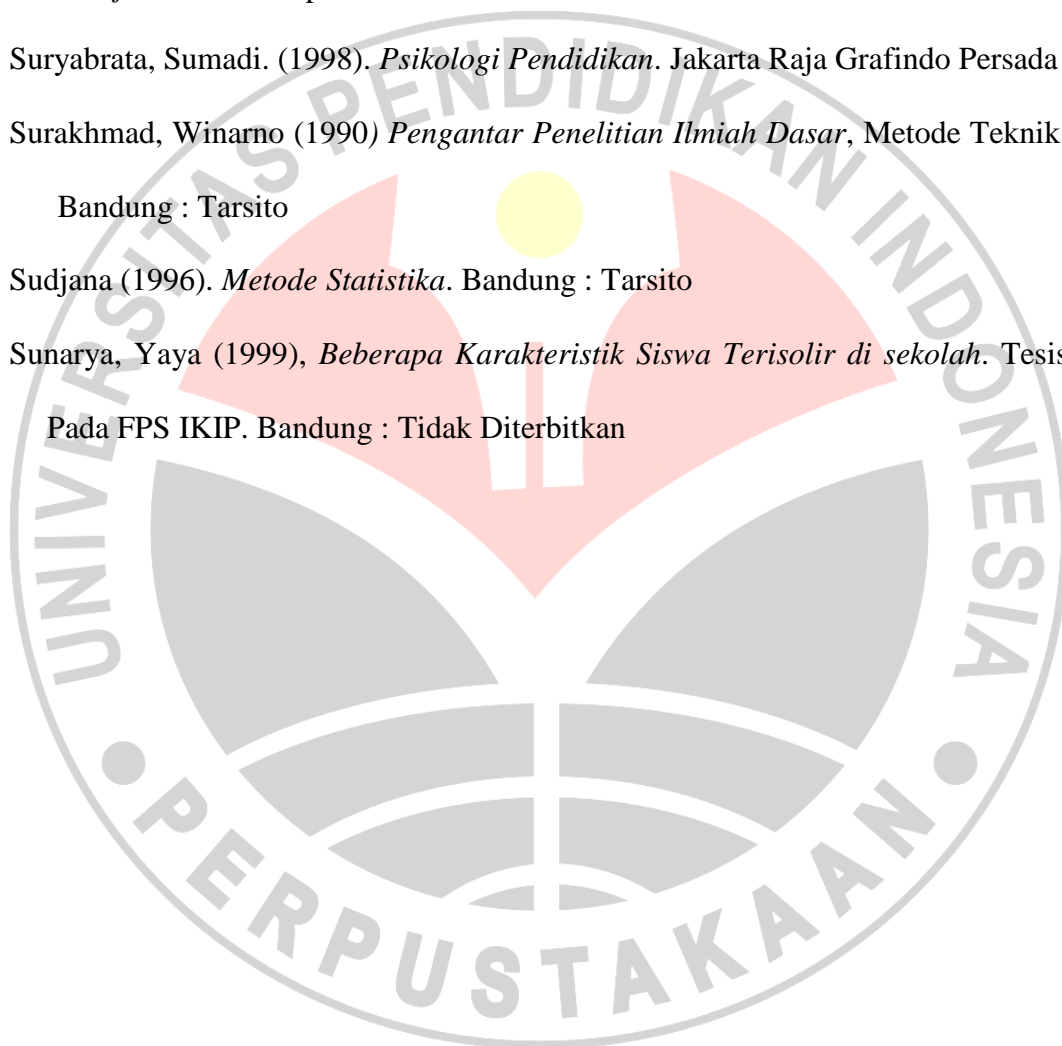 Suryabrata, Sumadi. (1998). Psikologi Pendidikan. Jakarta Raja Grafindo Persada
Surakhmad, Winarno (1990) Pengantar Penelitian Ilmiah Dasar, Metode Teknik
Bandung : Tarsito
Sudjana (1996). Metode Statistika. Bandung : Tarsito
Sunarya, Yaya (1999), Beberapa Karakteristik Siswa Terisolir di sekolah. Tesis
Pada FPS IKIP. Bandung : Tidak Diterbitkan
UNIVERSITAS PENDIDIKAN INDONESIA
PERPUSTAKAAN